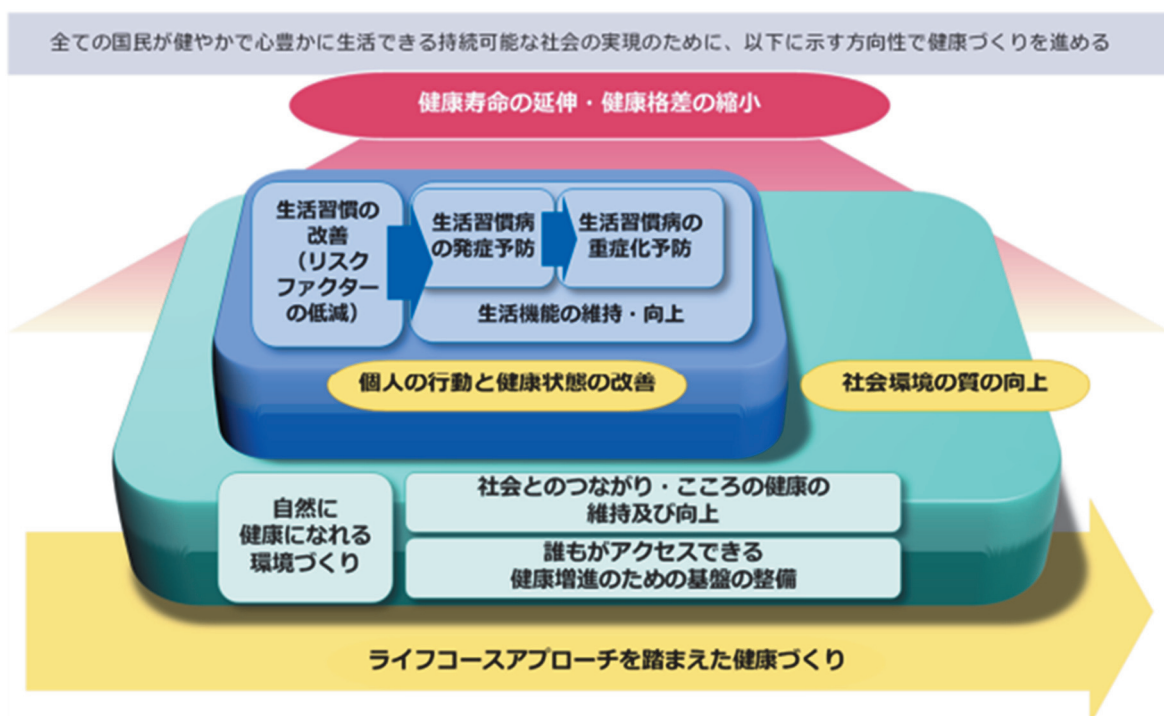 全ての国民が健やかで心豊かに生活できる持続可能な社会の実現のために、以下に示す方向性で健康づくりを進める
健康寿命の延伸・健康格差の縮小
生活習慣の
改善
（リスク
ファクター
の低減）
生活習慣病
の発症予防
生活習慣病の
重症化予防
生活機能の維持・向上
個人の行動と健康状態の改善
社会環境の質の向上
自然に
健康になれる
環境づくり
社会とのつながり・こころの健康の
維持及び向上
誰もがアクセスできる
健康増進のための基盤の整備
ライフコースアプローチを踏まえた健康づくり